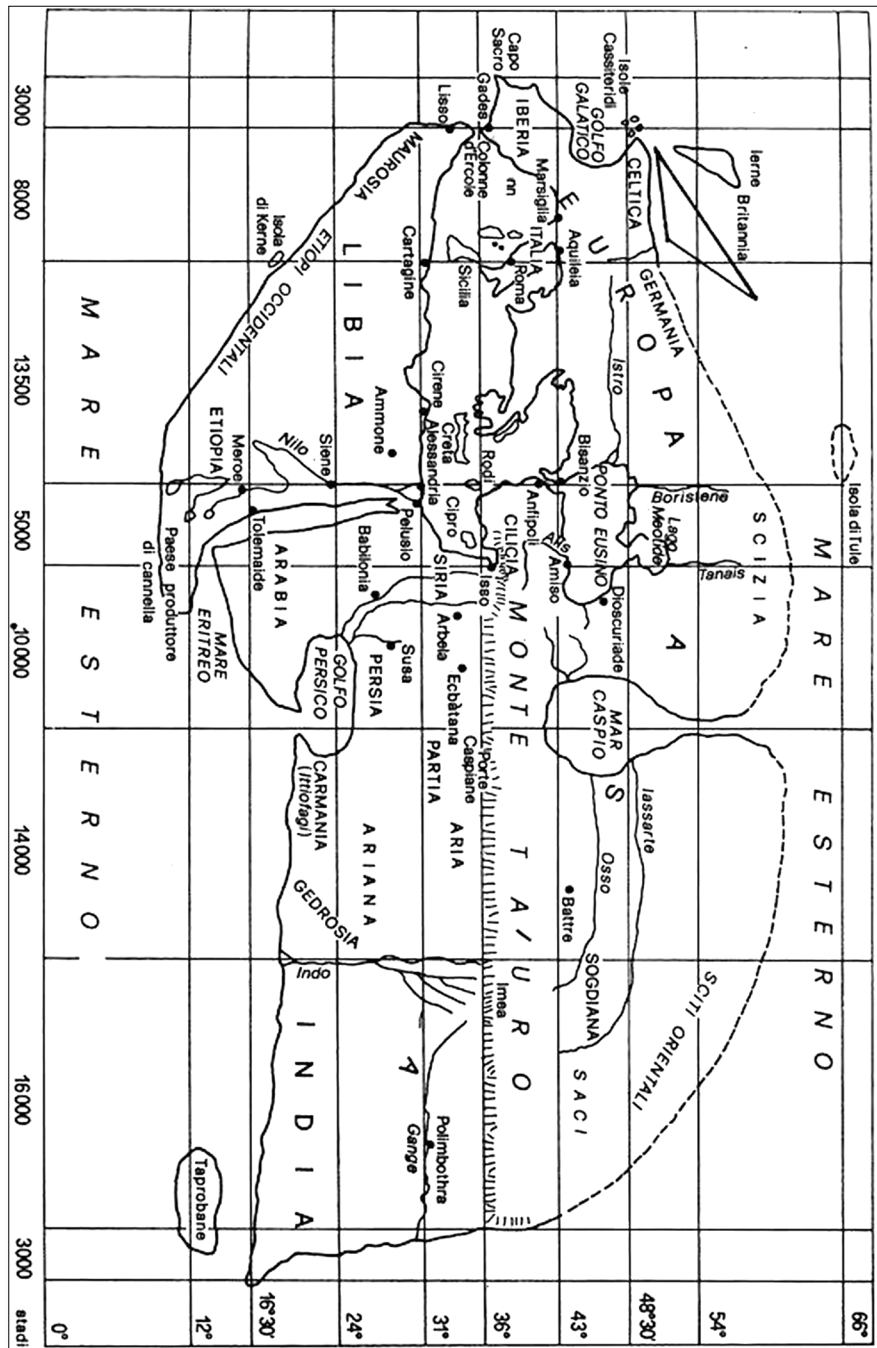 MARE ESTERNO
Isola di Tule
Ierne
Britannia
Isole
Cassiteridi
GOLFO
GALATICO
CELTICA
GERMANIA
EUROPA
SCIZIA
Boristene
Lago
Meotide
Tanais
SCITI ORIENTALI
Istro
PONTO EUSINO
Dioscuriade
MAR
CASPIO
Iassarte
Osso
Battre
SOGDIANA
SACI
Capo
Sacro
Gades
IBERIA
Colonne
d'Ercole
Marsiglia
nn
ITALIA
Aquileia
Roma
Bisanzio
Antipoli
Alis
Amiso
ASIA
Lisso
Sicilia
Cartagine
Rodi
Creta
Cipro
CILICIA
Isso
MONTE TAURO
Imea
Porte
Caspiane
MAUROSIA
LIBIA
Cirene
Alessandria
Ammone
Pelusio
SIRIA
Babilonia
Arbela
Ecbàtana
Susa
PERSIA
PARTIA
ARIA
ARIANA
Polimbothra
Gange
Isola
di Kerne
ETIOPI OCCIDENTALI
Siene
Nilo
ETIOPIA
Meroe
Tolemaide
ARABIA
GOLFO
PERSICO
CARMANIA
(Ittiofagi)
GEDROSIA
Indo
INDIA
Paese produttore
di cannella
MARE
ERITREO
Taprobane
MARE ESTERNO
66°
54°
48°30'
43°
36°
31°
24°
16°30'
12°
0°
3000
8000
13500
5000
10000
14000
16000
3000
stadi